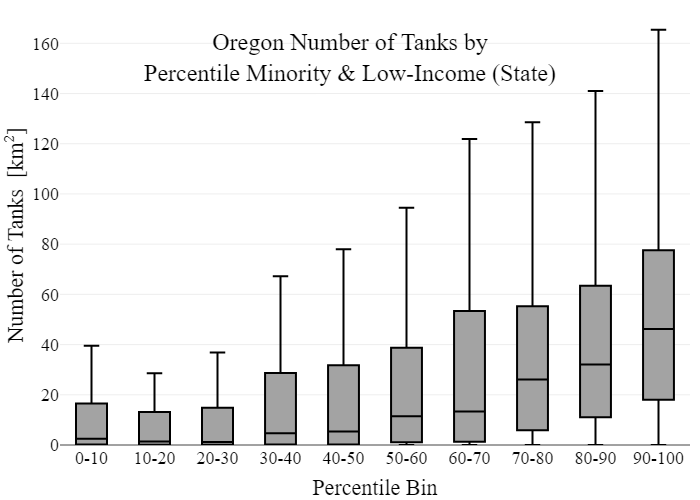 Oregon Number of Tanks by
Percentile Minority & Low-Income (State)
Number of Tanks [km²]
160
140
120
100
80
60
40
20
0
0-10 10-20 20-30 30-40 40-50 50-60 60-70 70-80 80-90 90-100
Percentile Bin